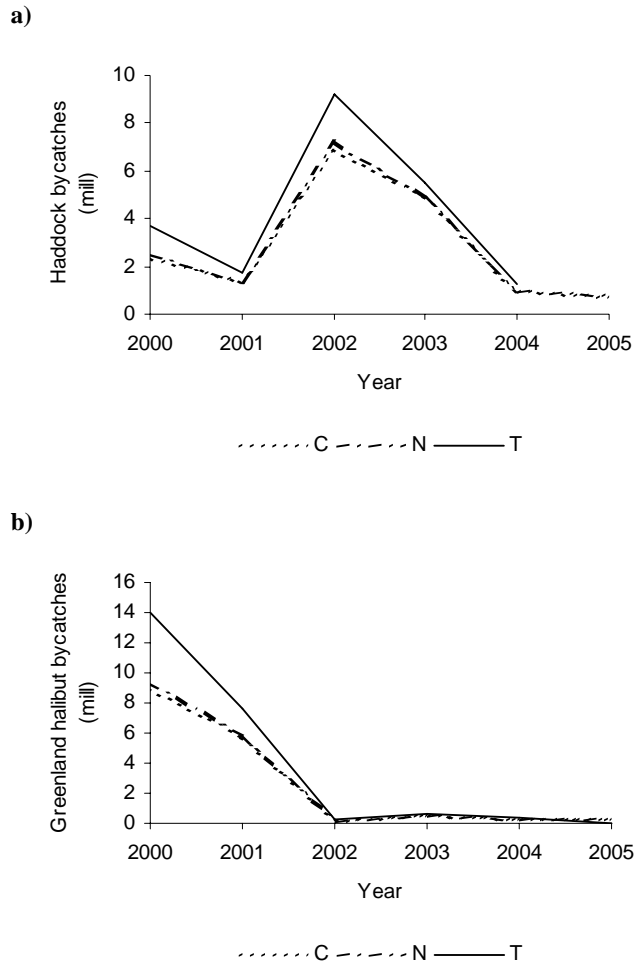 a)
Haddock bycatches
(mill)
10
8
6
4
2
0
2000 2001 2002 2003 2004 2005
Year
C N T
b)
Greenland halibut bycatches
(mill)
16
14
12
10
8
6
4
2
0
2000 2001 2002 2003 2004 2005
Year
C N T